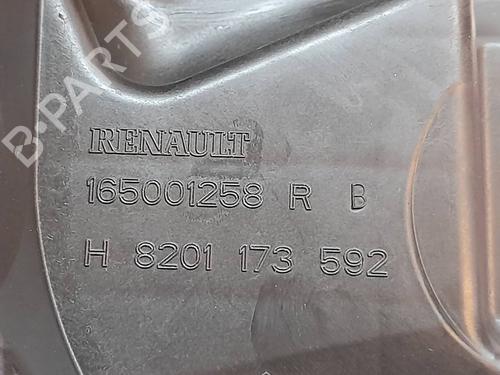 B-PARTS
RENAULT
165001258 R B
H 8201 173 592